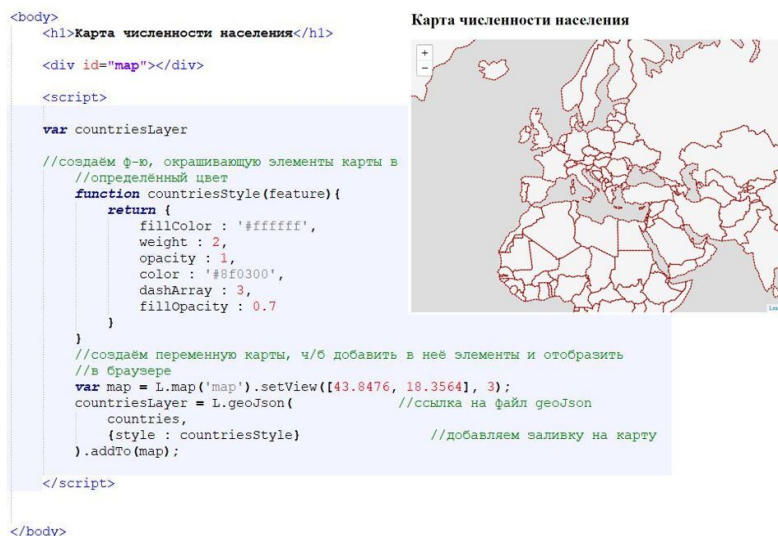 <body>
<h1>Карта численности населения</h1>
<div id="map"></div>
<script>
var countriesLayer
//создаём ф-ю, окрашивающую элементы карты в
//определённый цвет
function countriesStyle(feature){
return {
fillColor : '#ffffff',
weight : 2,
opacity : 1,
color : '#8f0300',
dashArray : 3,
fillOpacity : 0.7
}
}
//создаём переменную карты, ч/б добавить в неё элементы и отобразить
//в браузере
var map = L.map('map').setView([43.8476, 18.3564], 3);
countriesLayer = L.geoJson( //ссылка на файл geoJson
countries,
{style : countriesStyle} //добавляем заливку на карту
).addTo(map);
</script>
</body>
Карта численности населения
+
−
Lea